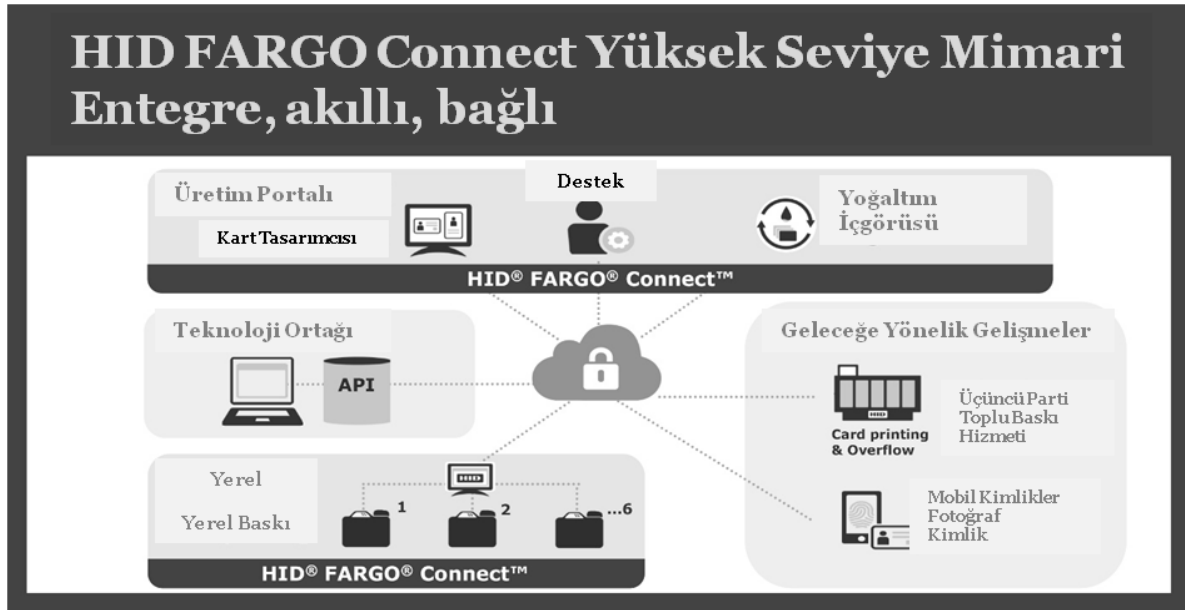 HID FARGO Connect Yüksek Seviye Mimari
Entegre, akıllı, bağlı
Üretim Portalı
Kart Tasarımcısı
Destek
Yoğaltım
İçgörüsü
HID® FARGO® Connect™
Teknoloji Ortağı
API
Geleceğe Yönelik Gelişmeler
HID
Card printing
& Overflow
Üçüncü Parti
Toplu Baskı
Hizmeti
Mobil Kimlikler
Fotoğraf
Kimlik
Yerel
Yerel Baskı
HID
1
2
...6
HID® FARGO® Connect™